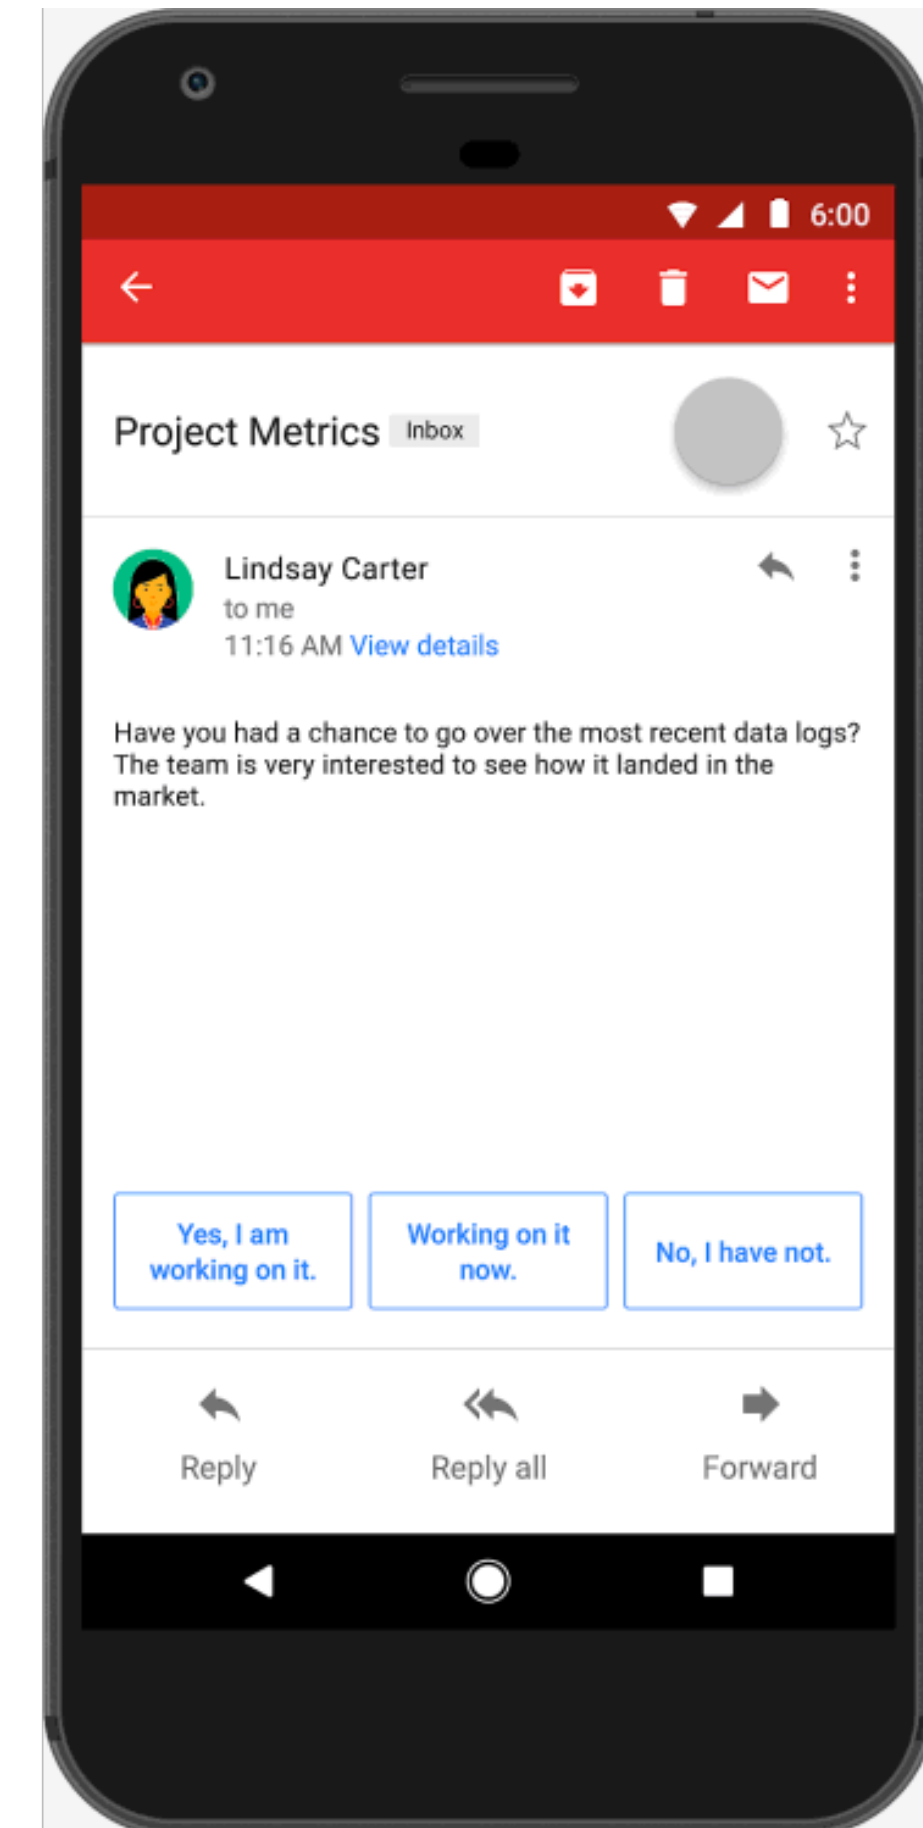 6:00
Project Metrics Inbox
Lindsay Carter
to me
11:16 AM View details
Have you had a chance to go over the most recent data logs?
The team is very interested to see how it landed in the
market.
Yes, I am
working on it.
Working on it
now.
No, I have not.
Reply
Reply all
Forward